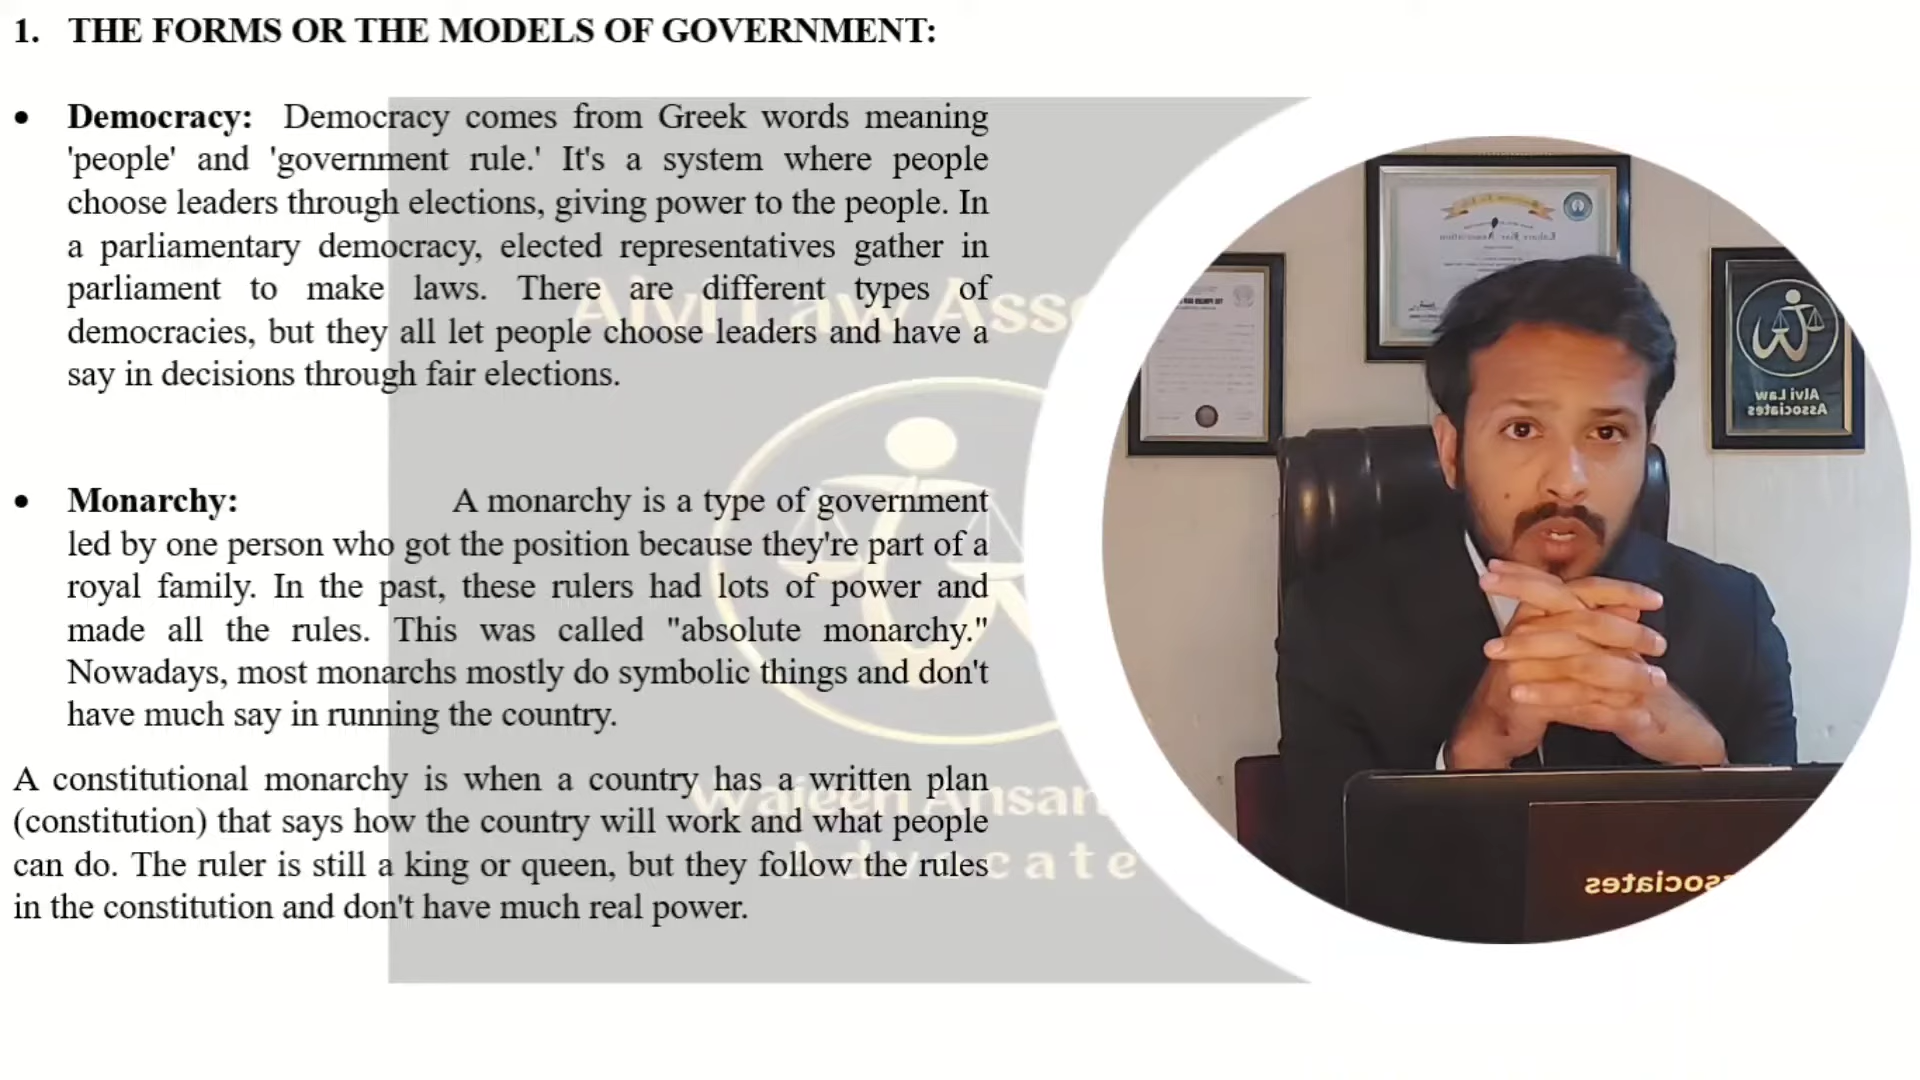 1. THE FORMS OR THE MODELS OF GOVERNMENT:
• Democracy: Democracy comes from Greek words meaning
'people' and 'government rule.' It's a system where people
choose leaders through elections, giving power to the people. In
a parliamentary democracy, elected representatives gather in
parliament to make laws. There are different types of
democracies, but they all let people choose leaders and have a
say in decisions through fair elections.
• Monarchy: A monarchy is a type of government
led by one person who got the position because they're part of a
royal family. In the past, these rulers had lots of power and
made all the rules. This was called "absolute monarchy."
Nowadays, most monarchs mostly do symbolic things and don't
have much say in running the country.
A constitutional monarchy is when a country has a written plan
(constitution) that says how the country will work and what people
can do. The ruler is still a king or queen, but they follow the rules
in the constitution and don't have much real power.
Alvi Law Asso
Advocate
Lahore Bar Association
Alvi Law
Associates
ssociates